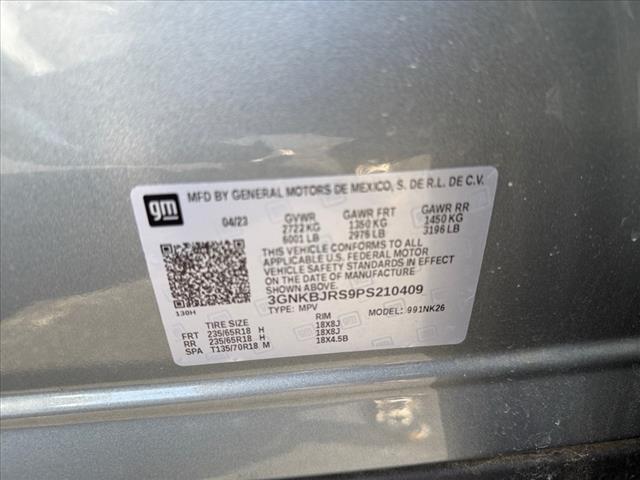 gm
MFD BY GENERAL MOTORS DE MEXICO, S. DE R.L. DE C.V.
04/23 GVWR GAWR FRT GAWR RR
2722 KG 1350 KG 1450 KG
6001 LB 2976 LB 3196 LB
THIS VEHICLE CONFORMS TO ALL
APPLICABLE U.S. FEDERAL MOTOR
VEHICLE SAFETY STANDARDS IN EFFECT
ON THE DATE OF MANUFACTURE
3GNKBJRS9PS210409
130H TYPE: MPV MODEL: 991NK26
TIRE SIZE RIM
FRT 235/65R18 H 18X8J
RR 235/65R18 H 18X8J
SPA T135/70R18 M 18X4.5B